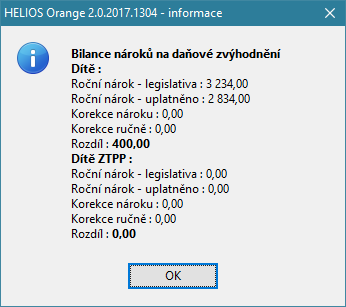 HELIOS Orange 2.0.2017.1304 - informace
Bilance nároků na daňové zvýhodnění
Dítě :
Roční nárok - legislativa : 3 234,00
Roční nárok - uplatněno : 2 834,00
Korekce nároku : 0,00
Korekce ručně : 0,00
Rozdíl : 400,00
Dítě ZTPP :
Roční nárok - legislativa : 0,00
Roční nárok - uplatněno : 0,00
Korekce nároku : 0,00
Korekce ručně : 0,00
Rozdíl : 0,00
OK